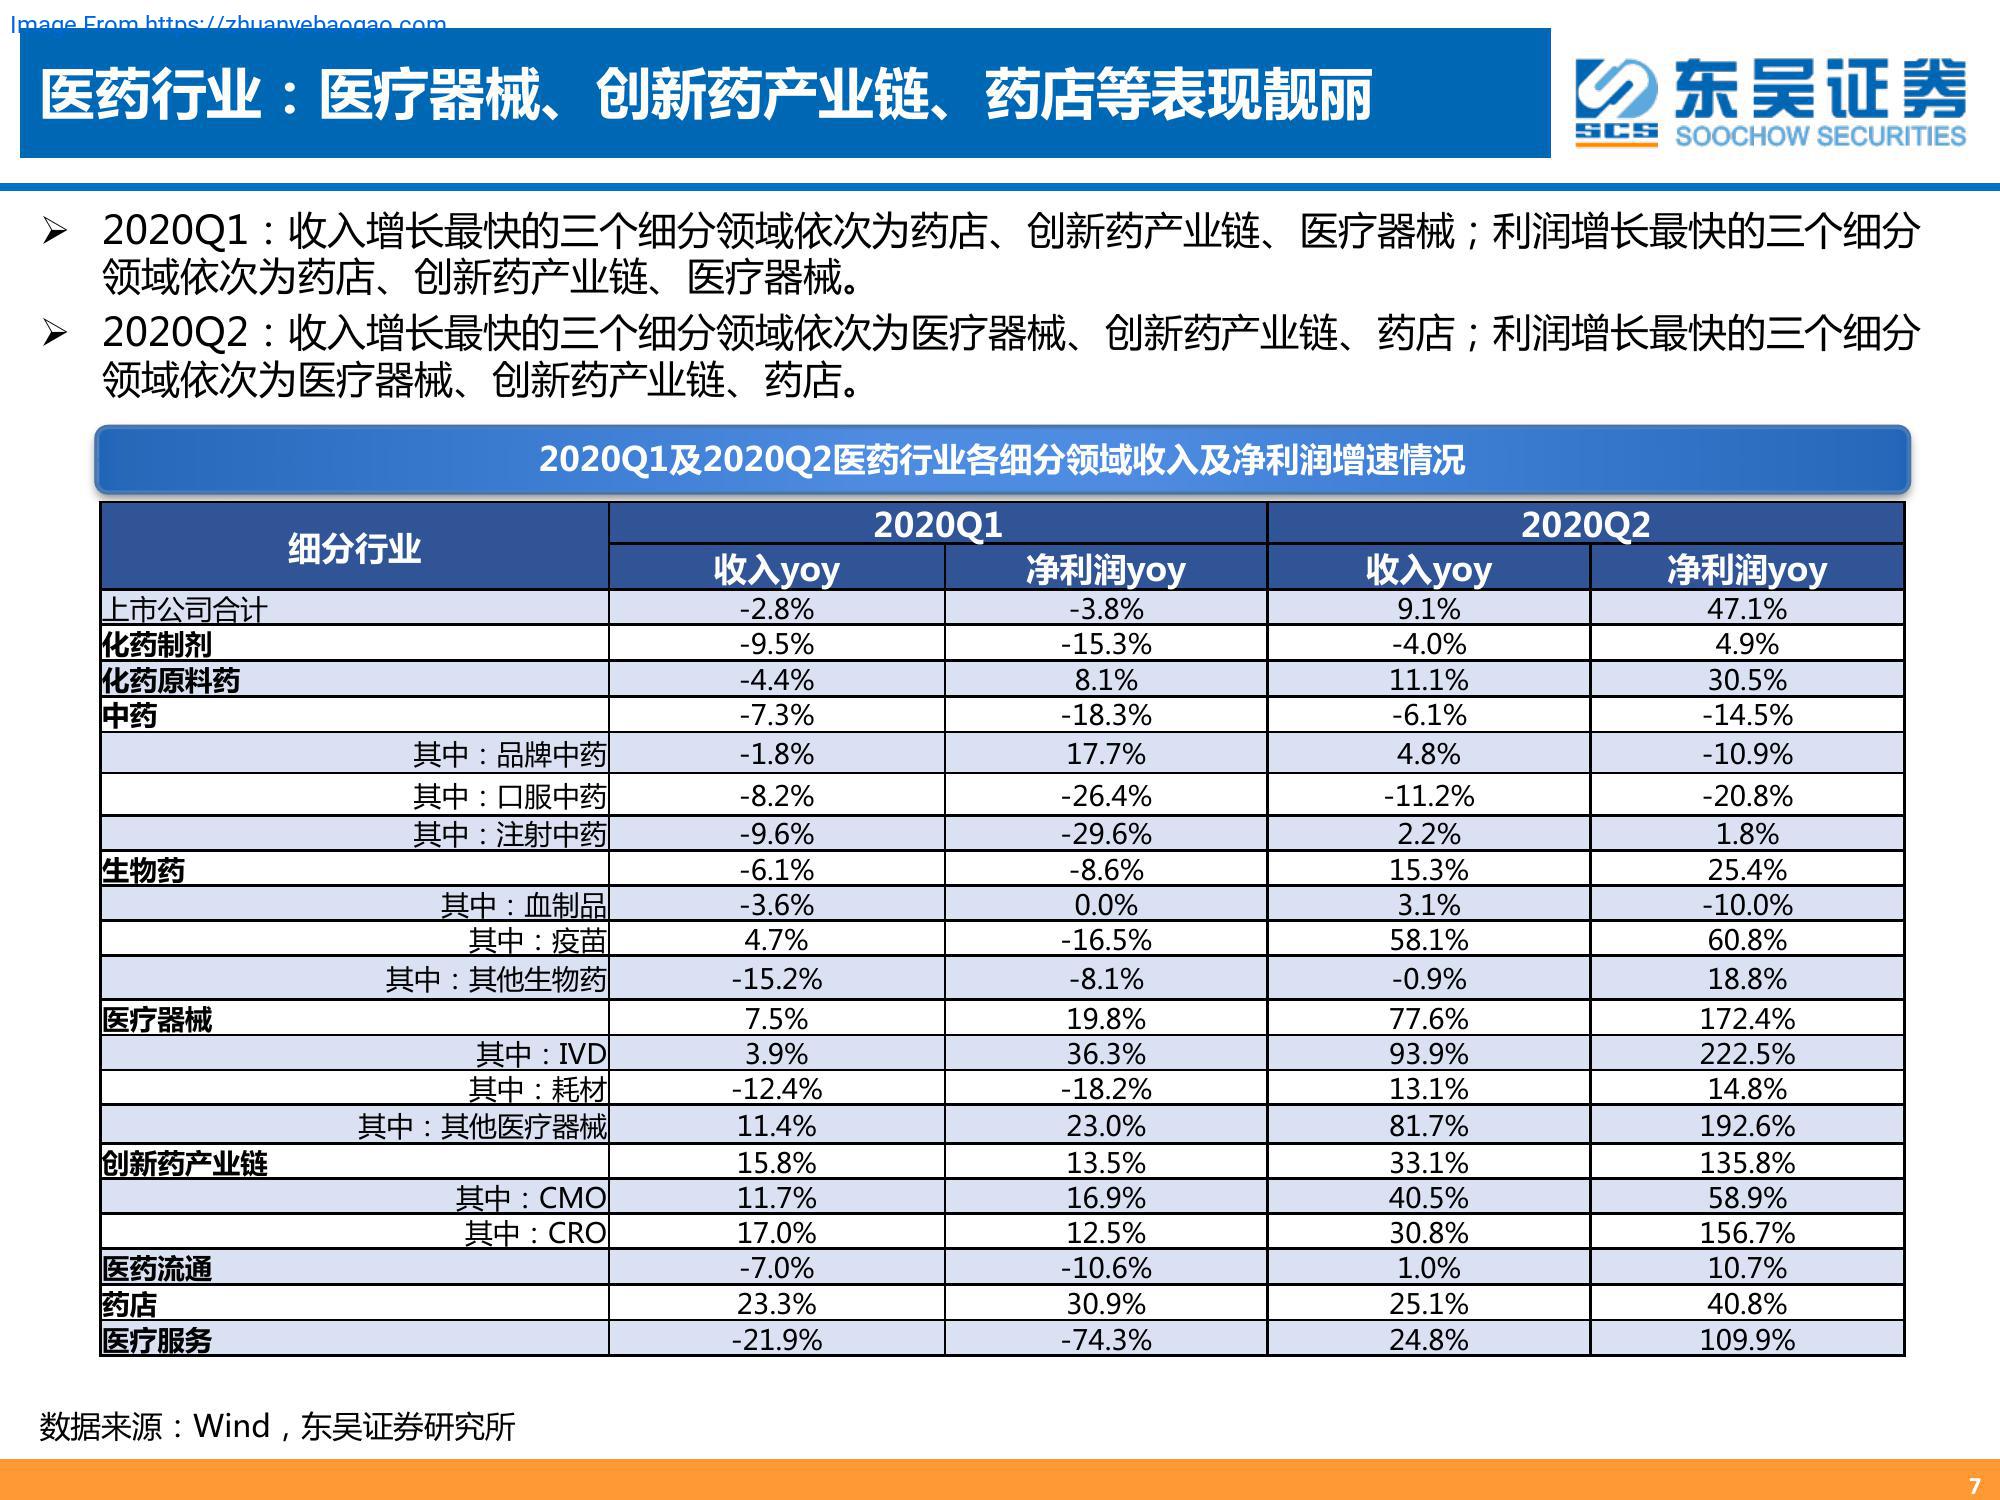 Image From https://zhuanyebaogao.com
医药行业：医疗器械、创新药产业链、药店等表现靓丽
东吴证券
SCS
SOOCHOW SECURITIES
➢ 2020Q1：收入增长最快的三个细分领域依次为药店、创新药产业链、医疗器械；利润增长最快的三个细分
领域依次为药店、创新药产业链、医疗器械。
➢ 2020Q2：收入增长最快的三个细分领域依次为医疗器械、创新药产业链、药店；利润增长最快的三个细分
领域依次为医疗器械、创新药产业链、药店。
2020Q1及2020Q2医药行业各细分领域收入及净利润增速情况
细分行业 2020Q1 2020Q2
收入yoy 净利润yoy 收入yoy 净利润yoy
上市公司合计 -2.8% -3.8% 9.1% 47.1%
化药制剂 -9.5% -15.3% -4.0% 4.9%
化药原料药 -4.4% 8.1% 11.1% 30.5%
中药 -7.3% -18.3% -6.1% -14.5%
其中：品牌中药 -1.8% 17.7% 4.8% -10.9%
其中：口服中药 -8.2% -26.4% -11.2% -20.8%
其中：注射中药 -9.6% -29.6% 2.2% 1.8%
生物药 -6.1% -8.6% 15.3% 25.4%
其中：血制品 -3.6% 0.0% 3.1% -10.0%
其中：疫苗 4.7% -16.5% 58.1% 60.8%
其中：其他生物药 -15.2% -8.1% -0.9% 18.8%
医疗器械 7.5% 19.8% 77.6% 172.4%
其中：IVD 3.9% 36.3% 93.9% 222.5%
其中：耗材 -12.4% -18.2% 13.1% 14.8%
其中：其他医疗器械 11.4% 23.0% 81.7% 192.6%
创新药产业链 15.8% 13.5% 33.1% 135.8%
其中：CMO 11.7% 16.9% 40.5% 58.9%
其中：CRO 17.0% 12.5% 30.8% 156.7%
医药流通 -7.0% -10.6% 1.0% 10.7%
药店 23.3% 30.9% 25.1% 40.8%
医疗服务 -21.9% -74.3% 24.8% 109.9%
数据来源：Wind，东吴证券研究所
7